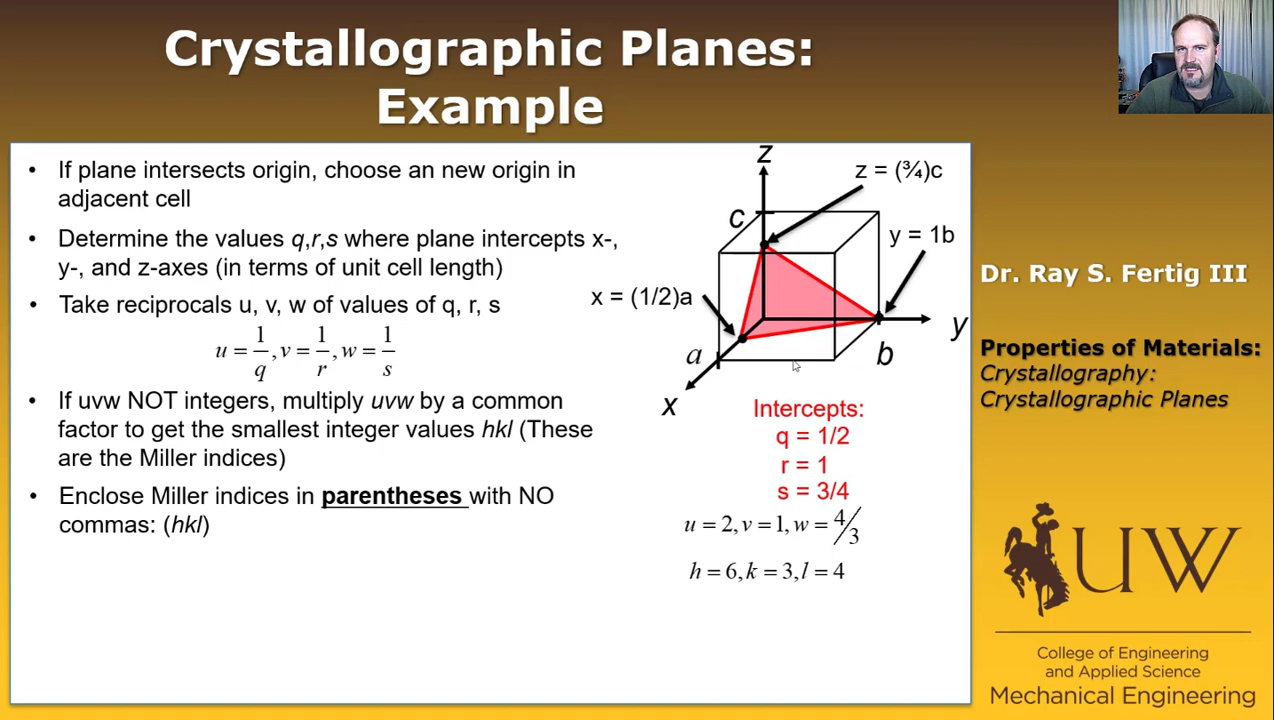 Crystallographic Planes:
Example
• If plane intersects origin, choose an new origin in
adjacent cell
• Determine the values q,r,s where plane intercepts x-,
y-, and z-axes (in terms of unit cell length)
• Take reciprocals u, v, w of values of q, r, s
u = 1/q, v = 1/r, w = 1/s
• If uvw NOT integers, multiply uvw by a common
factor to get the smallest integer values hkl (These
are the Miller indices)
• Enclose Miller indices in parentheses with NO
commas: (hkl)
z
z = (¾)c
c
y = 1b
x = (1/2)a
y
a
b
x
Intercepts:
q = 1/2
r = 1
s = 3/4
u = 2, v = 1, w = 4/3
h = 6, k = 3, l = 4
Dr. Ray S. Fertig III
Properties of Materials:
Crystallography:
Crystallographic Planes
UW
College of Engineering
and Applied Science
Mechanical Engineering